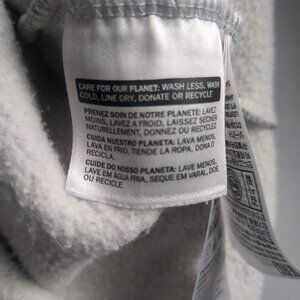 CARE FOR OUR PLANET: WASH LESS, WASH
COLD, LINE DRY, DONATE OR RECYCLE
PRENEZ SOIN DE NOTRE PLANETE: LAVEZ
MOINS, LAVEZ A FROID, LAISSEZ SECHER
NATURELLEMENT, DONNEZ OU RECYCLEZ
CUIDA NUESTRO PLANETA: LAVA MENOS,
LAVA EN FRIO, TIENDE LA ROPA, DONA O
RECICLA.
CUIDE DO NOSSO PLANETA: LAVE MENOS,
LAVE EM ÁGUA FRIA, SEQUE EM VARAL, DOE
OU RECICLE.